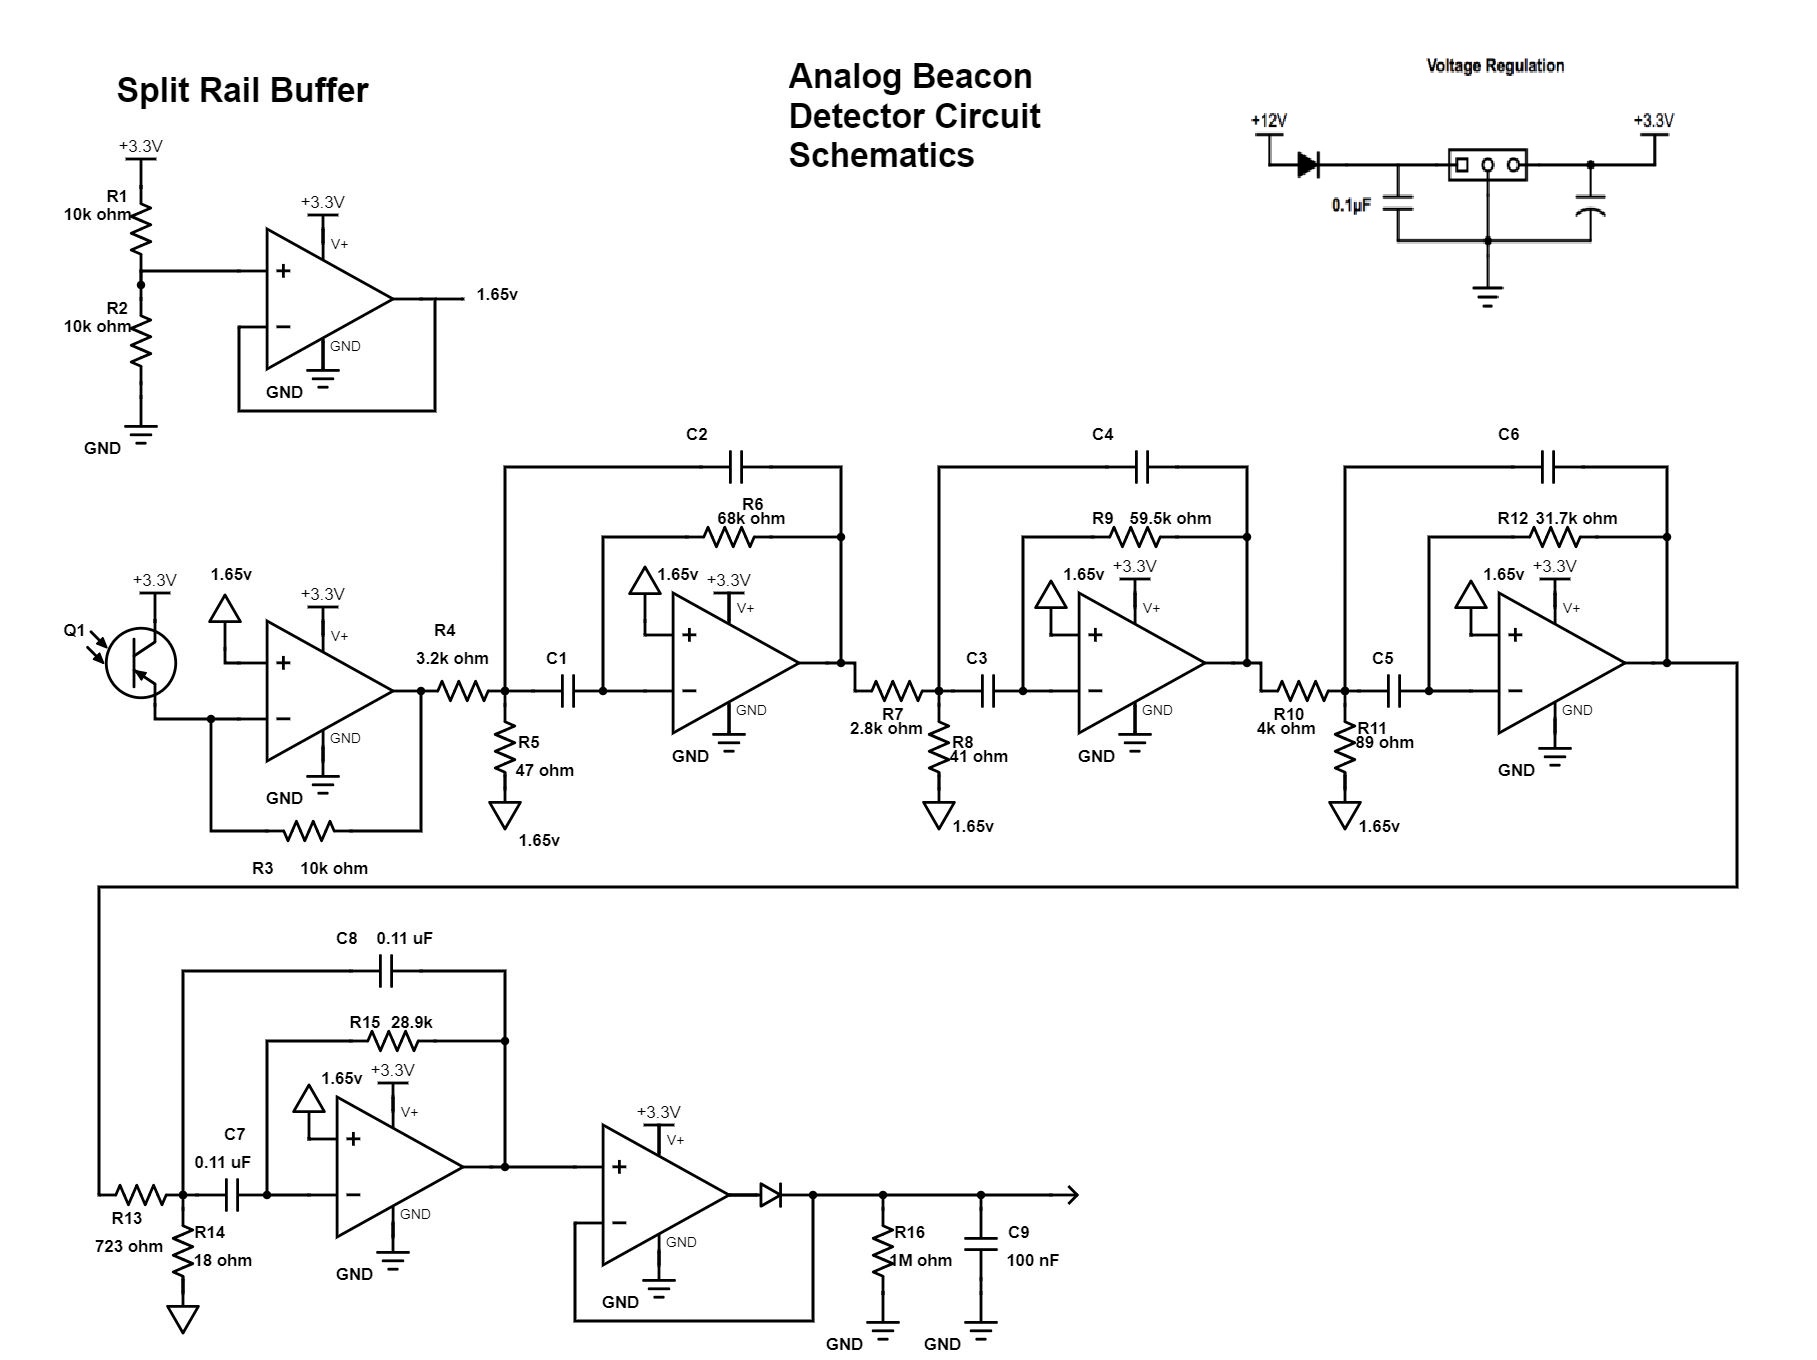 Split Rail Buffer
Analog Beacon
Detector Circuit
Schematics
Voltage Regulation
+12V
+3.3V
0.1µF
+3.3V
R1
10k ohm
R2
10k ohm
GND
+3.3V
V+
+
−
GND
GND
1.65v
Q1
+3.3V
1.65v
+3.3V
V+
+
−
GND
GND
R3 10k ohm
R4
3.2k ohm
R5
47 ohm
1.65v
C1
C2
R6
68k ohm
1.65v
+3.3V
V+
+
−
GND
GND
R7
2.8k ohm
R8
41 ohm
1.65v
C3
C4
R9 59.5k ohm
1.65v
+3.3V
V+
+
−
GND
GND
R10
4k ohm
R11
89 ohm
1.65v
C5
C6
R12 31.7k ohm
1.65v
+3.3V
V+
+
−
GND
GND
C8 0.11 uF
R15 28.9k
1.65v
+3.3V
V+
+
−
GND
GND
C7
0.11 uF
R13
723 ohm
R14
18 ohm
+3.3V
V+
+
−
GND
GND
R16
1M ohm
GND
C9
100 nF
GND